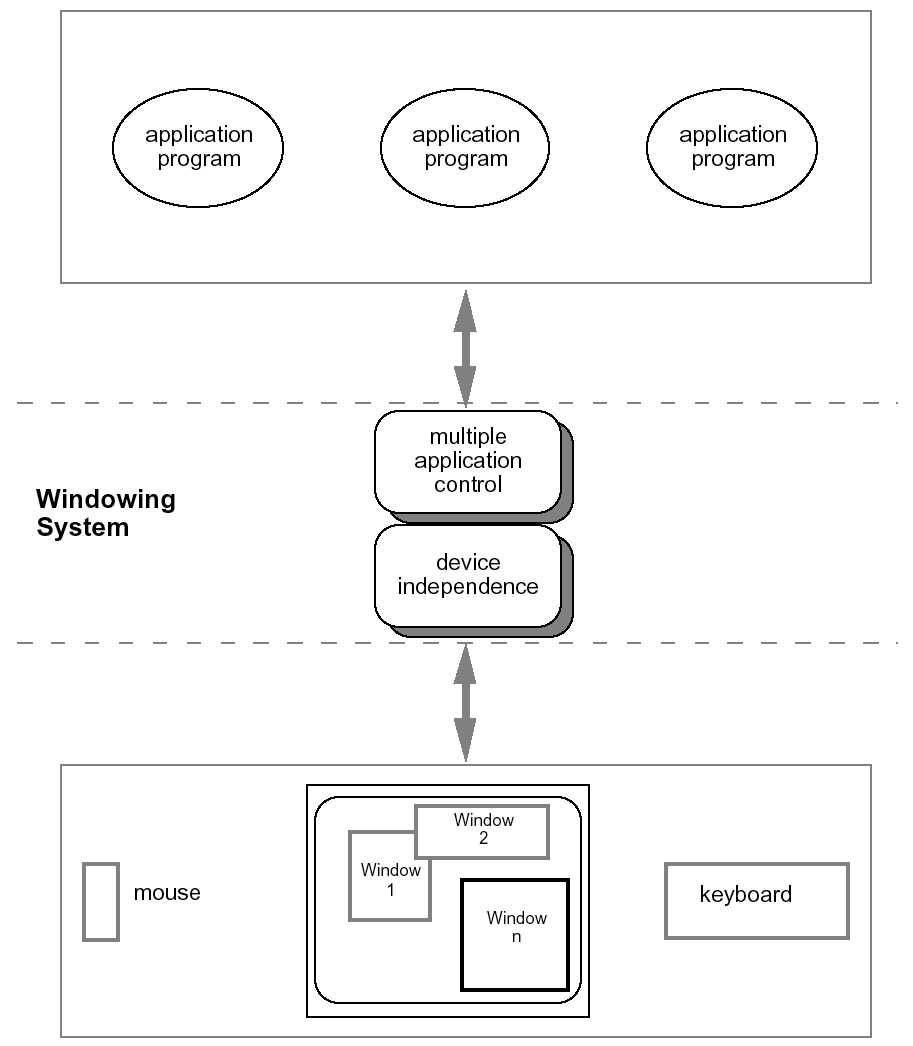 application
program
application
program
application
program
multiple
application
control
Windowing
System
device
independence
Window
2
Window
1
Window
n
mouse
keyboard